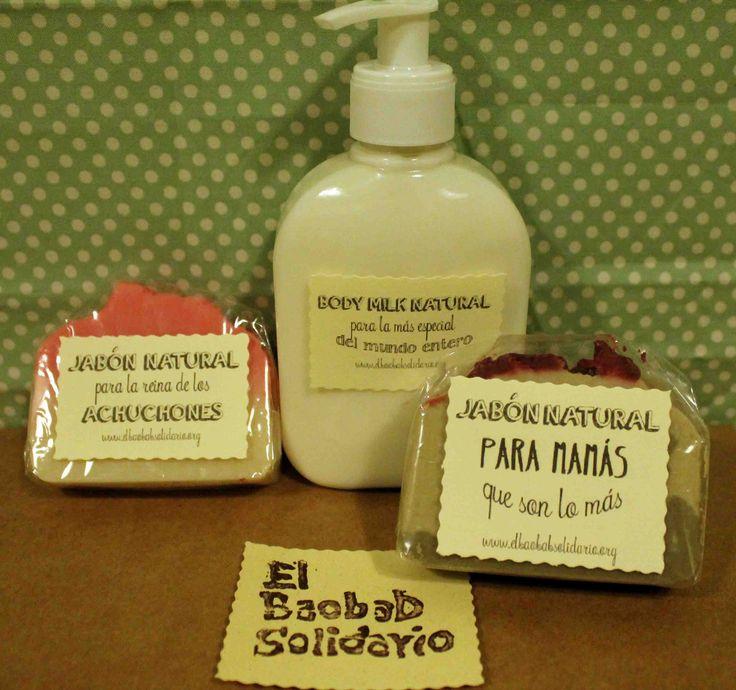 JABÓN NATURAL
para la reina de los
ACHUCHONES
www.elbaobabsolidario.org
BODY MILK NATURAL
para la más especial
del mundo entero
www.elbaobabsolidario.org
JABÓN NATURAL
PARA MAMÁS
que son lo más
www.elbaobabsolidario.org
El
Baobab
Solidario